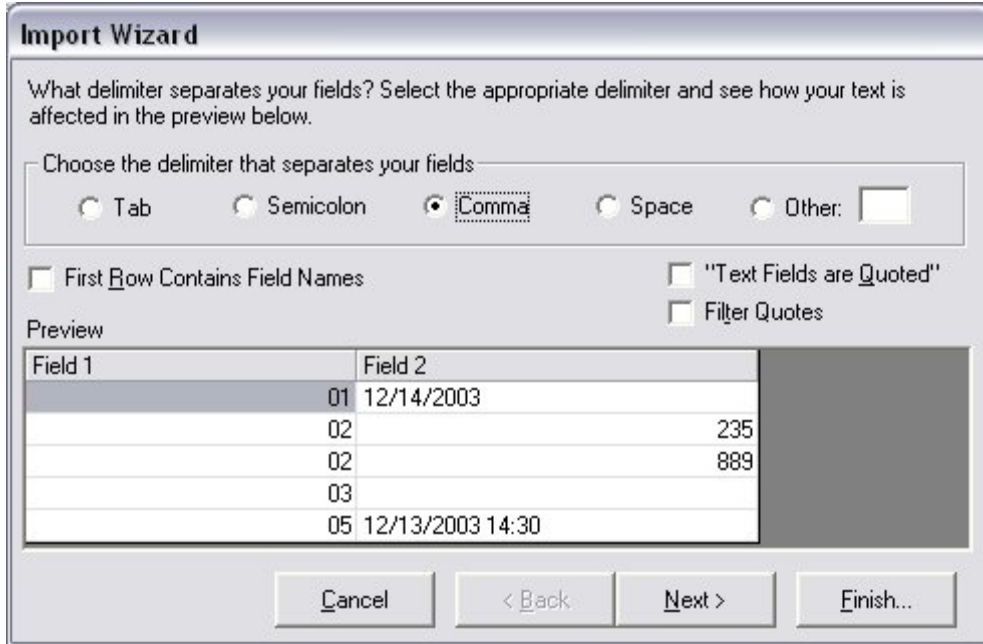 Import Wizard
What delimiter separates your fields? Select the appropriate delimiter and see how your text is
affected in the preview below.
Choose the delimiter that separates your fields
Tab Semicolon Comma Space Other:
First Row Contains Field Names
"Text Fields are Quoted"
Filter Quotes
Preview
Field 1 Field 2
01 12/14/2003
02 235
02 889
03
05 12/13/2003 14:30
Cancel < Back Next > Finish...